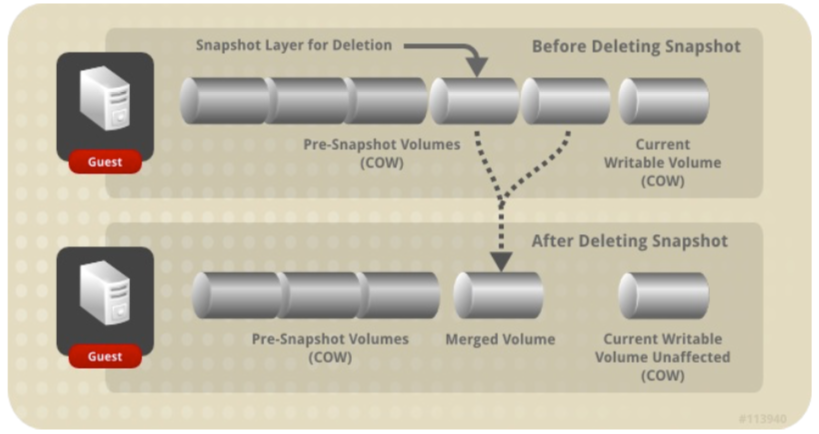 Snapshot Layer for Deletion
Before Deleting Snapshot
Guest
Pre-Snapshot Volumes
(COW)
Current
Writable Volume
(COW)
After Deleting Snapshot
Guest
Pre-Snapshot Volumes
(COW)
Merged Volume
Current Writable
Volume Unaffected
(COW)
#113940